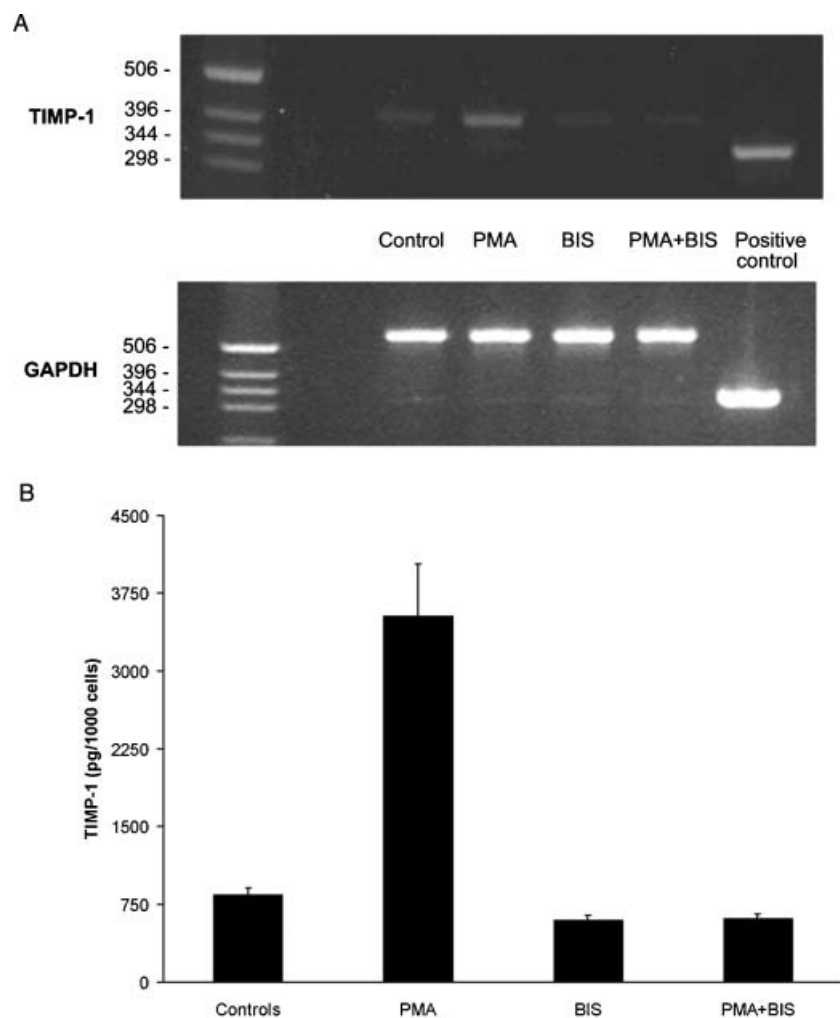 A
506 -
396 -
TIMP-1
344 -
298 -
Control PMA BIS PMA+BIS Positive control
506 -
396 -
GAPDH
344 -
298 -
B
4500
3750
3000
2250
1500
750
0
TIMP-1 (pg/1000 cells)
Controls PMA BIS PMA+BIS